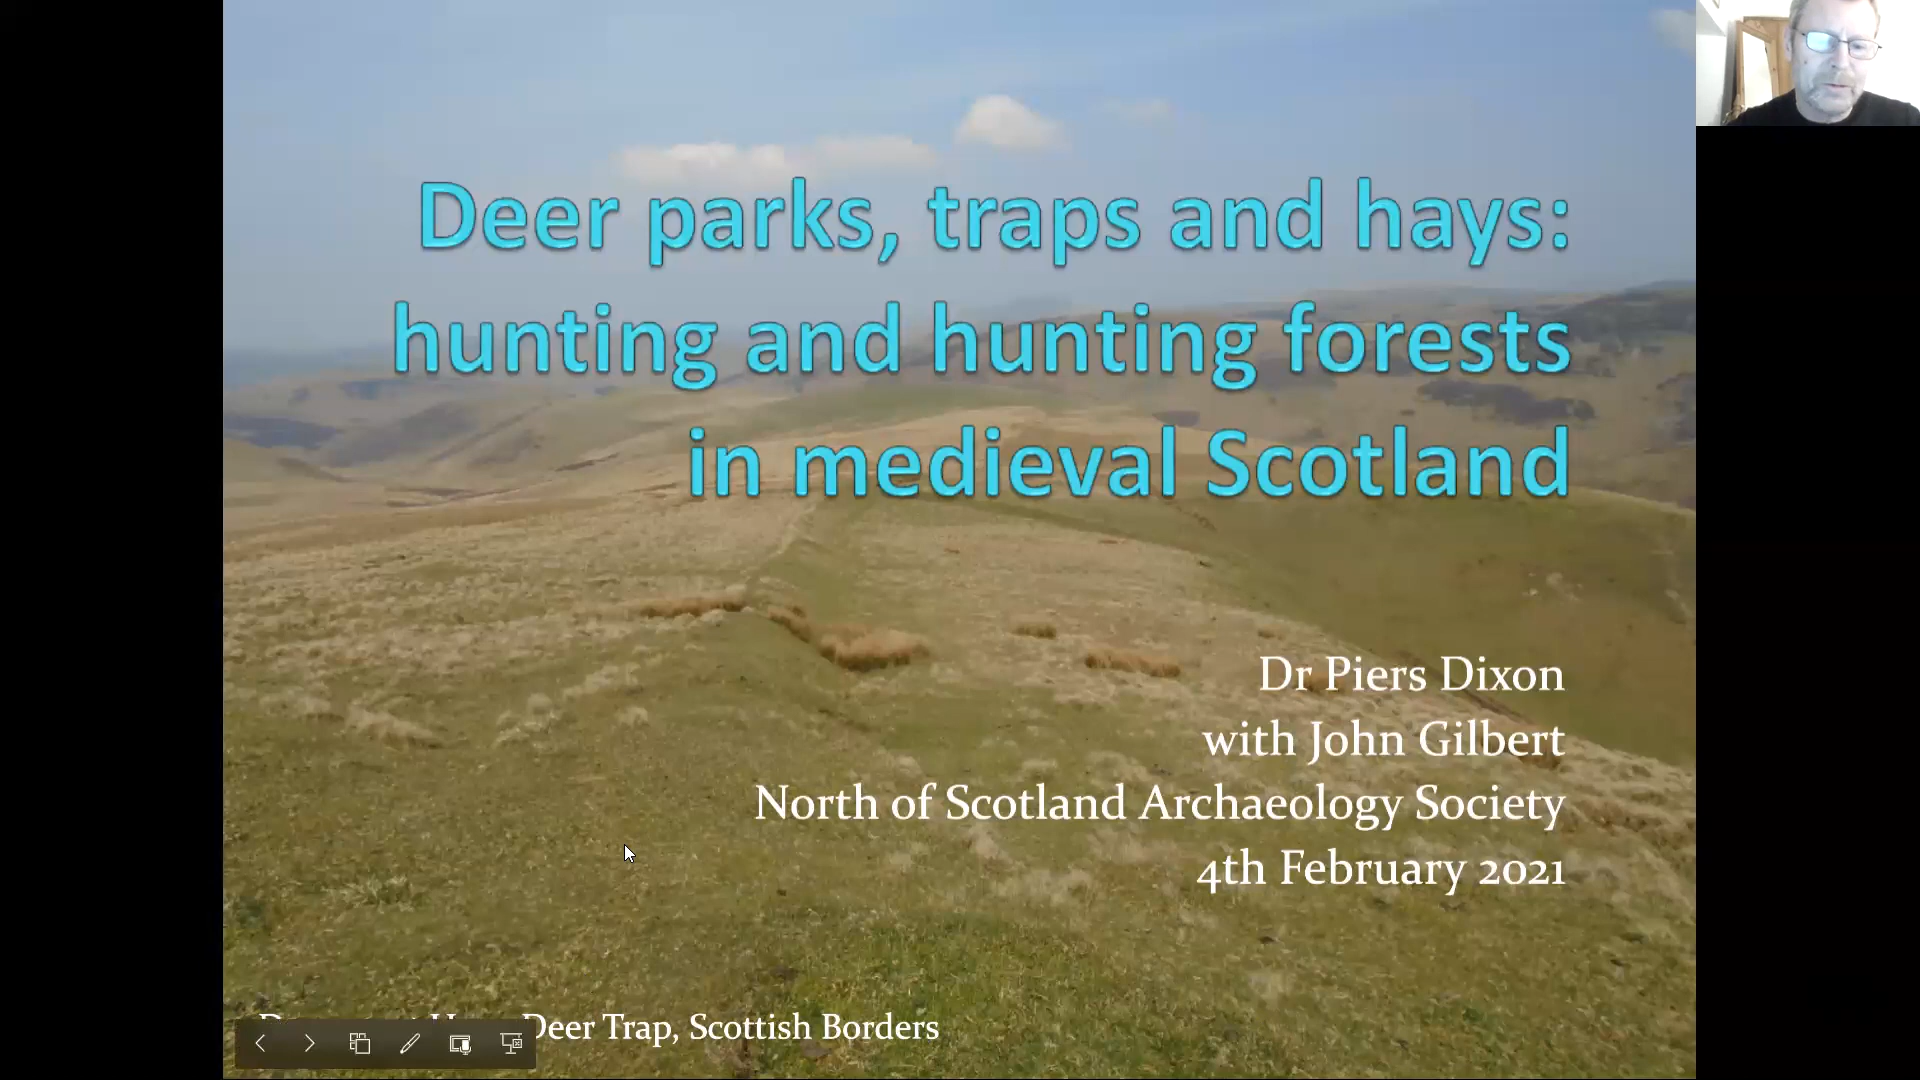 Deer parks, traps and hays:
hunting and hunting forests
in medieval Scotland
Dr Piers Dixon
with John Gilbert
North of Scotland Archaeology Society
4th February 2021
Deer Trap, Scottish Borders